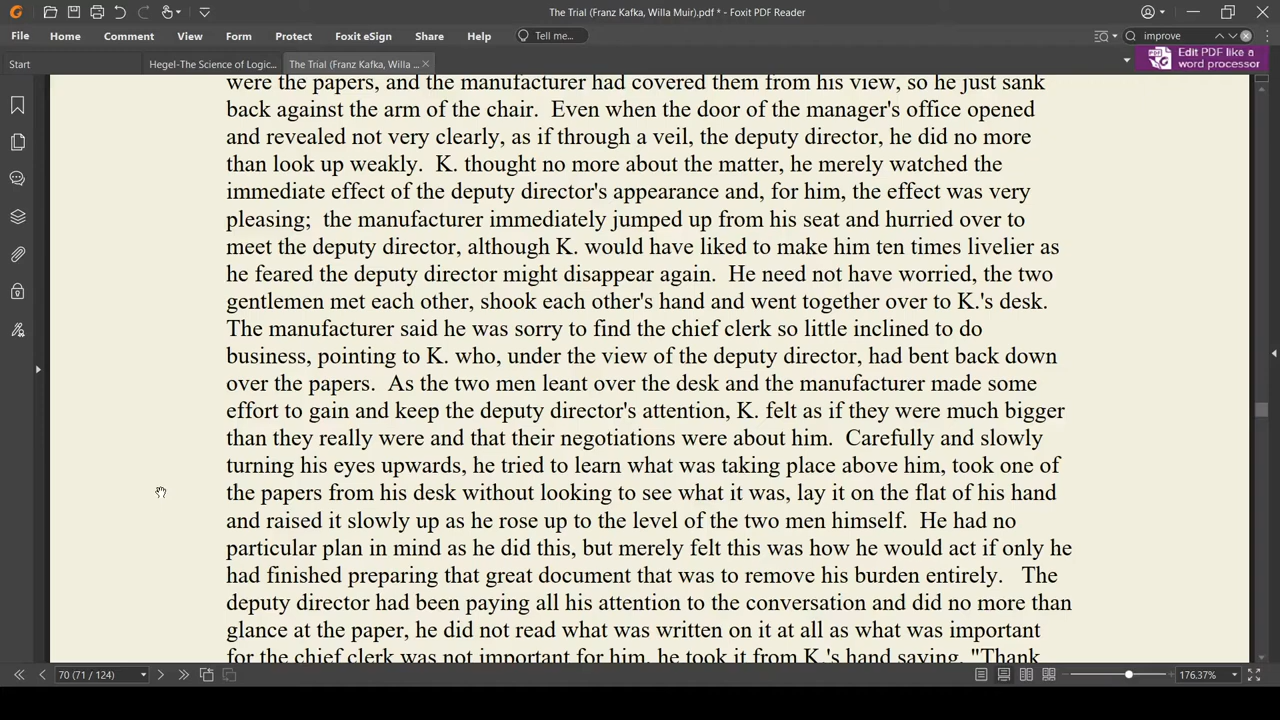 The Trial (Franz Kafka, Willa Muir).pdf * - Foxit PDF Reader
File Home Comment View Form Protect Foxit eSign Share Help Tell me... improve
Start Hegel-The Science of Logic... The Trial (Franz Kafka, Willa ... Edit PDF like a
word processor
were the papers, and the manufacturer had covered them from his view, so he just sank
back against the arm of the chair.  Even when the door of the manager's office opened
and revealed not very clearly, as if through a veil, the deputy director, he did no more
than look up weakly.  K. thought no more about the matter, he merely watched the
immediate effect of the deputy director's appearance and, for him, the effect was very
pleasing;  the manufacturer immediately jumped up from his seat and hurried over to
meet the deputy director, although K. would have liked to make him ten times livelier as
he feared the deputy director might disappear again.  He need not have worried, the two
gentlemen met each other, shook each other's hand and went together over to K.'s desk.
The manufacturer said he was sorry to find the chief clerk so little inclined to do
business, pointing to K. who, under the view of the deputy director, had bent back down
over the papers.  As the two men leant over the desk and the manufacturer made some
effort to gain and keep the deputy director's attention, K. felt as if they were much bigger
than they really were and that their negotiations were about him.  Carefully and slowly
turning his eyes upwards, he tried to learn what was taking place above him, took one of
the papers from his desk without looking to see what it was, lay it on the flat of his hand
and raised it slowly up as he rose up to the level of the two men himself.  He had no
particular plan in mind as he did this, but merely felt this was how he would act if only he
had finished preparing that great document that was to remove his burden entirely.   The
deputy director had been paying all his attention to the conversation and did no more than
glance at the paper, he did not read what was written on it at all as what was important
for the chief clerk was not important for him, he took it from K.'s hand saying, "Thank
70 (71 / 124) 176.37%